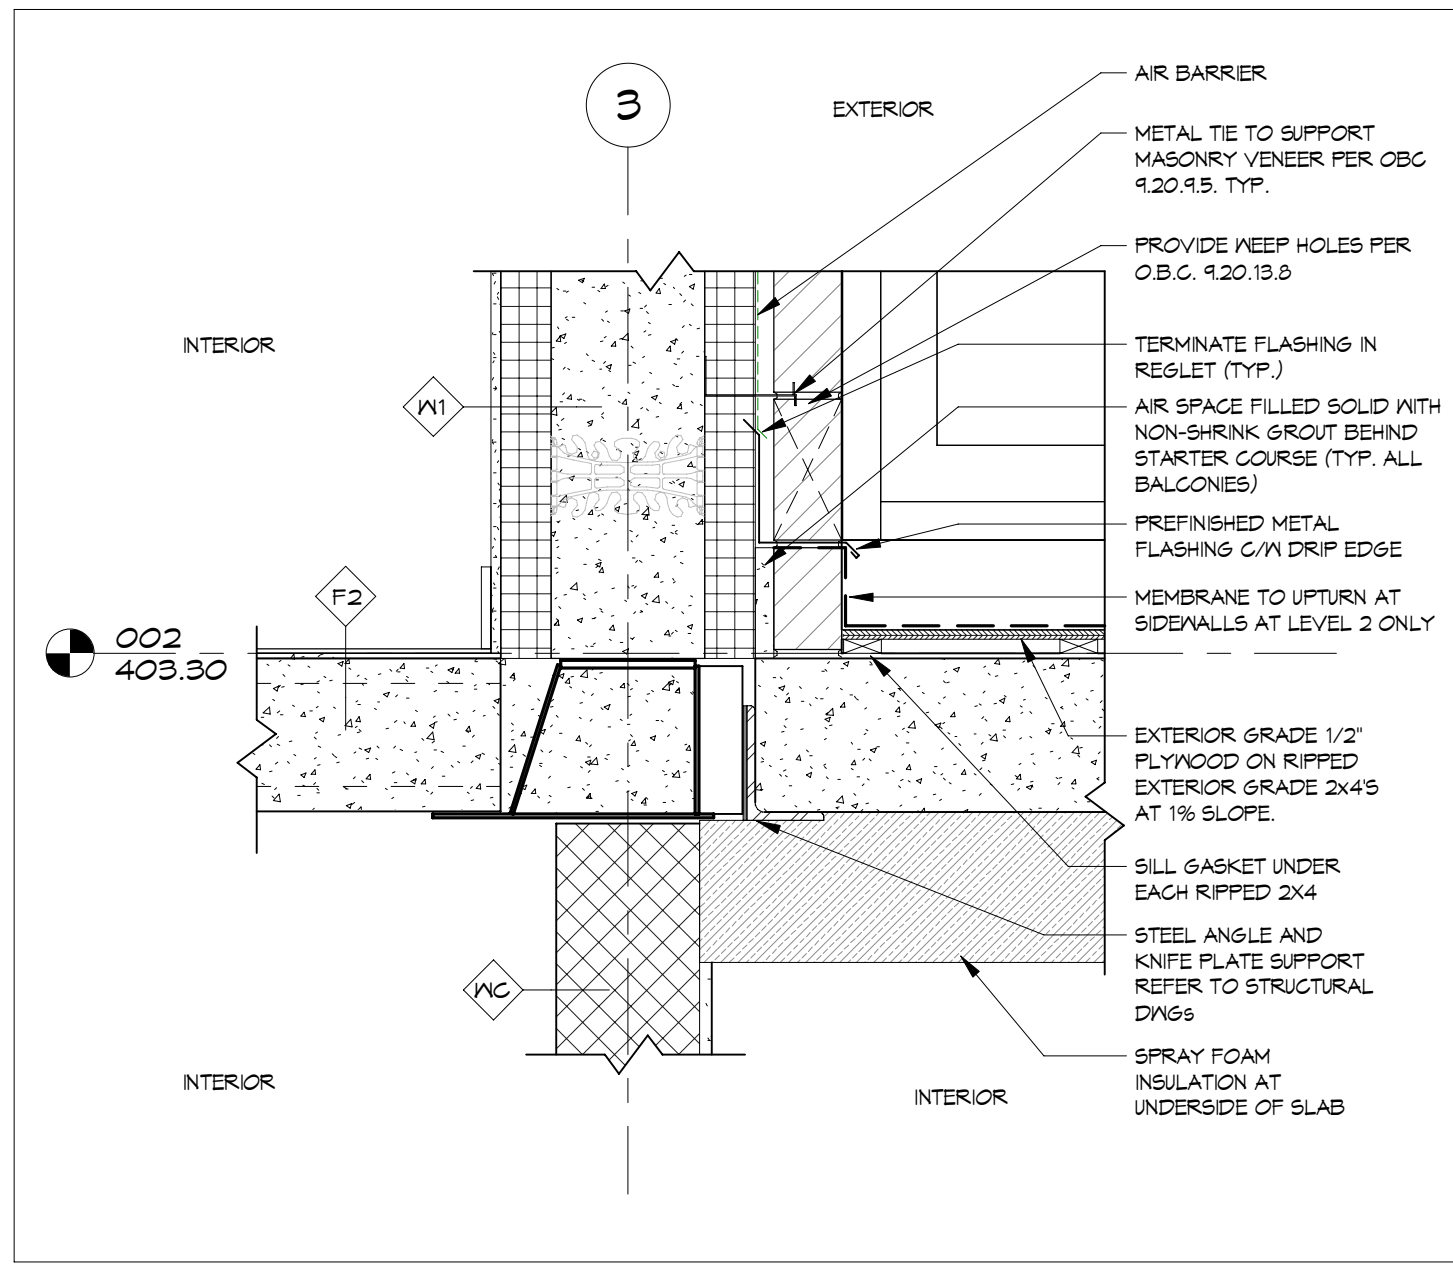 3
EXTERIOR
INTERIOR
W1
F2
002
403.30
WC
INTERIOR
INTERIOR
AIR BARRIER
METAL TIE TO SUPPORT
MASONRY VENEER PER OBC
9.20.9.5. TYP.
PROVIDE WEEP HOLES PER
O.B.C. 9.20.13.8
TERMINATE FLASHING IN
REGLET (TYP.)
AIR SPACE FILLED SOLID WITH
NON-SHRINK GROUT BEHIND
STARTER COURSE (TYP. ALL
BALCONIES)
PREFINISHED METAL
FLASHING C/W DRIP EDGE
MEMBRANE TO UPTURN AT
SIDEWALLS AT LEVEL 2 ONLY
EXTERIOR GRADE 1/2"
PLYWOOD ON RIPPED
EXTERIOR GRADE 2x4'S
AT 1% SLOPE.
SILL GASKET UNDER
EACH RIPPED 2X4
STEEL ANGLE AND
KNIFE PLATE SUPPORT
REFER TO STRUCTURAL
DWGs
SPRAY FOAM
INSULATION AT
UNDERSIDE OF SLAB